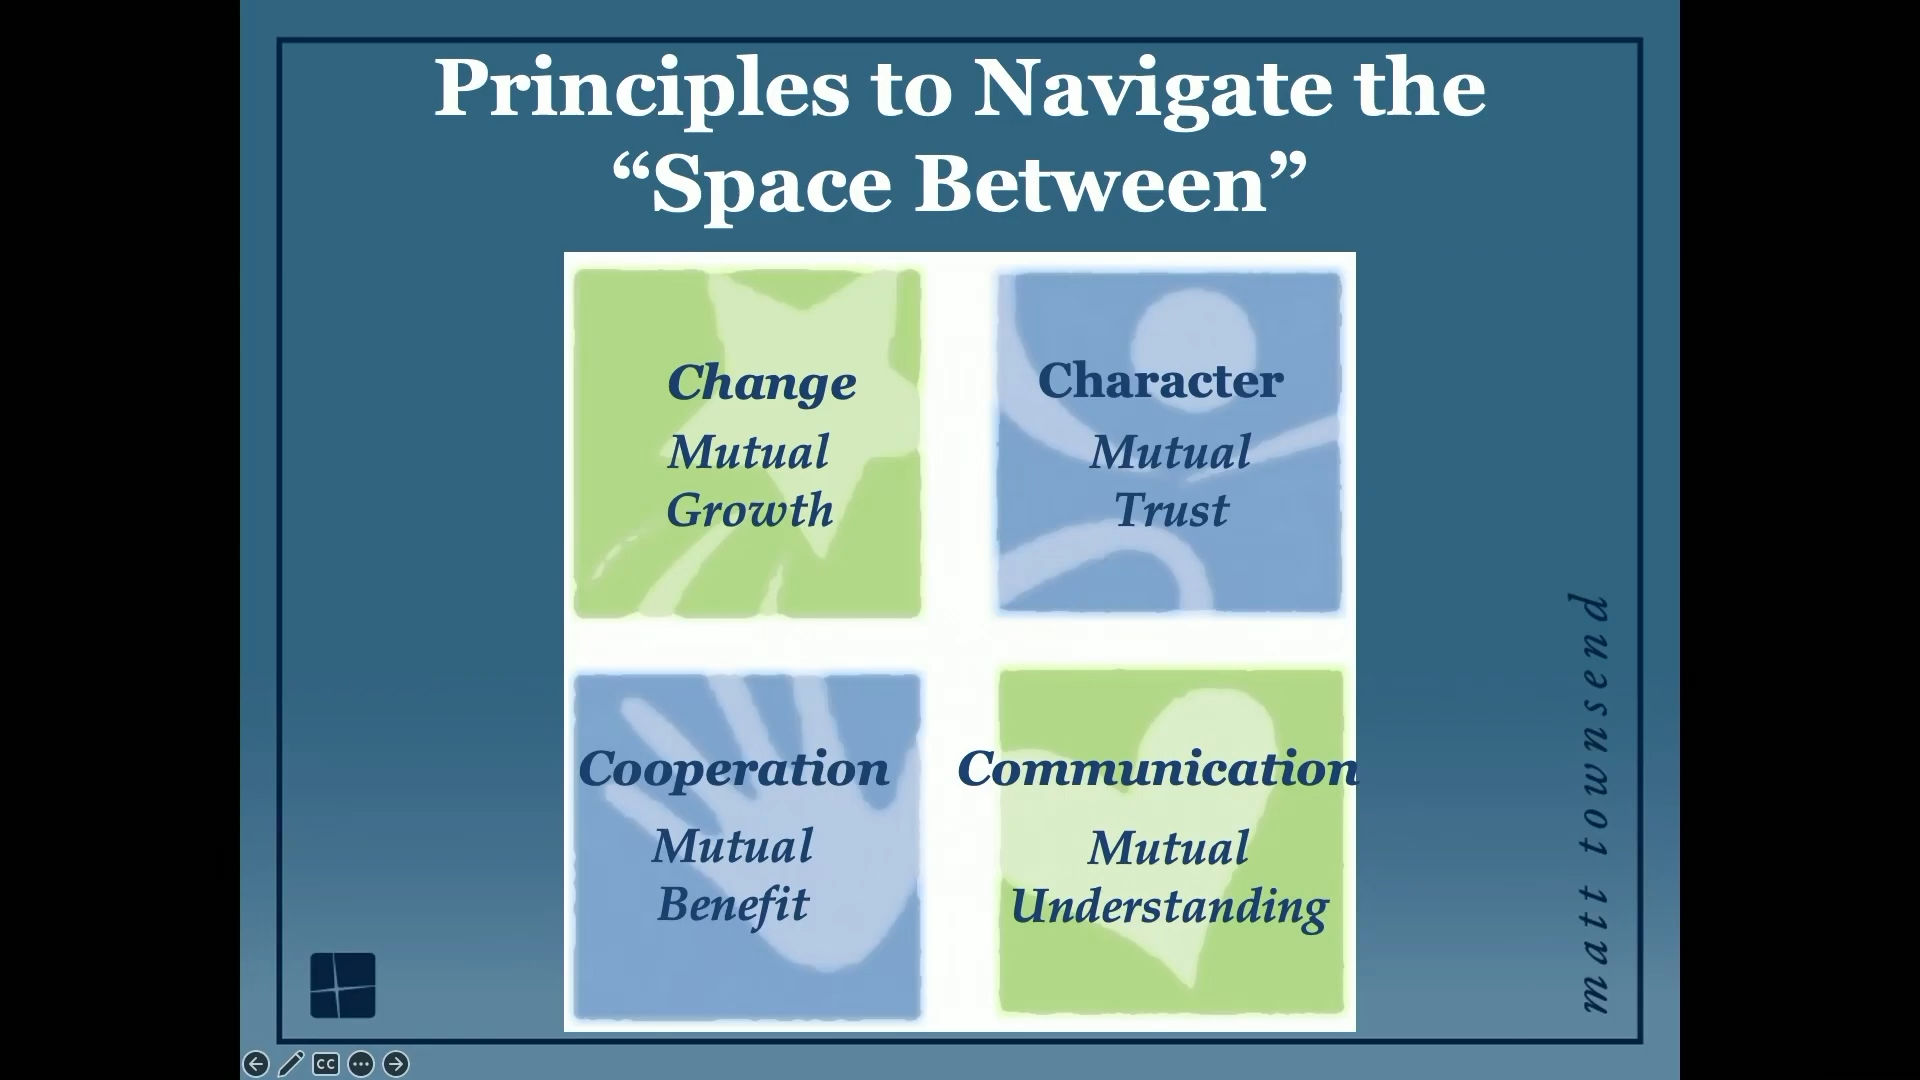 Principles to Navigate the
“Space Between”
Change
Mutual
Growth
Character
Mutual
Trust
Cooperation
Mutual
Benefit
Communication
Mutual
Understanding
matt townsend
CC